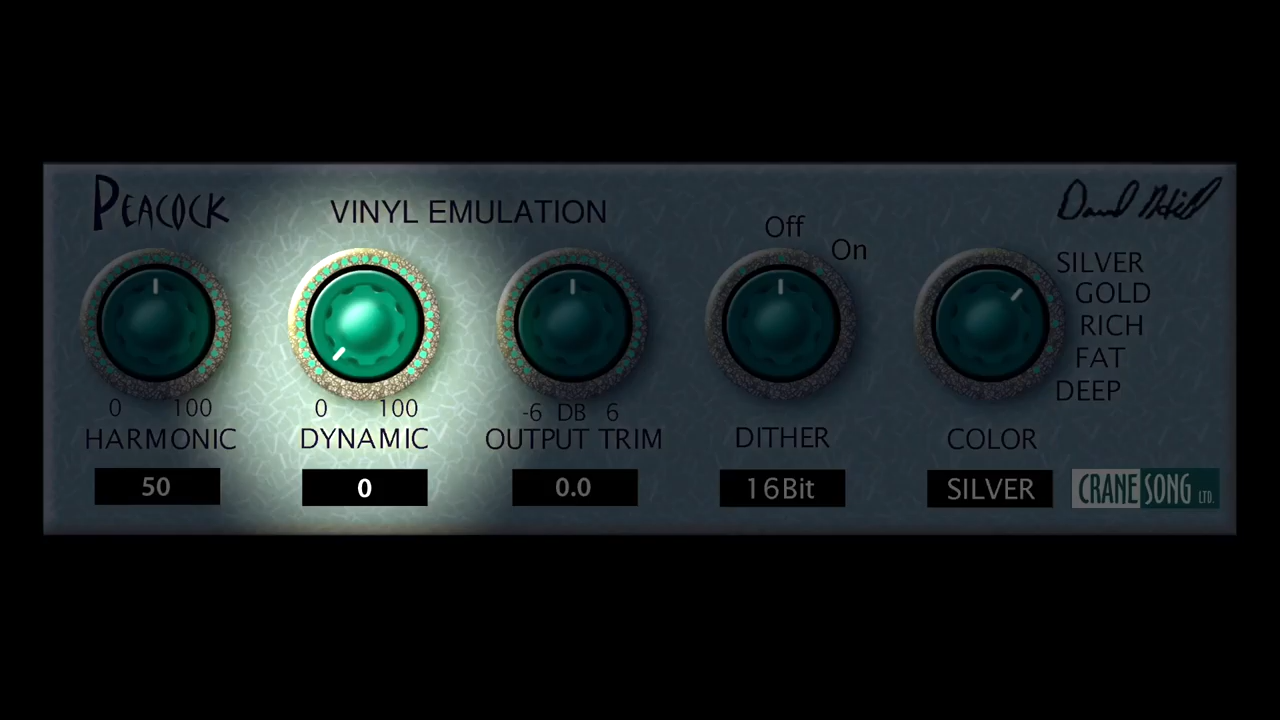 PEACOCK
VINYL EMULATION
Off
On
SILVER
GOLD
RICH
FAT
DEEP
0 100
HARMONIC
50
0 100
DYNAMIC
0
-6 DB 6
OUTPUT TRIM
0.0
DITHER
16Bit
COLOR
SILVER
CRANE SONG LTD.